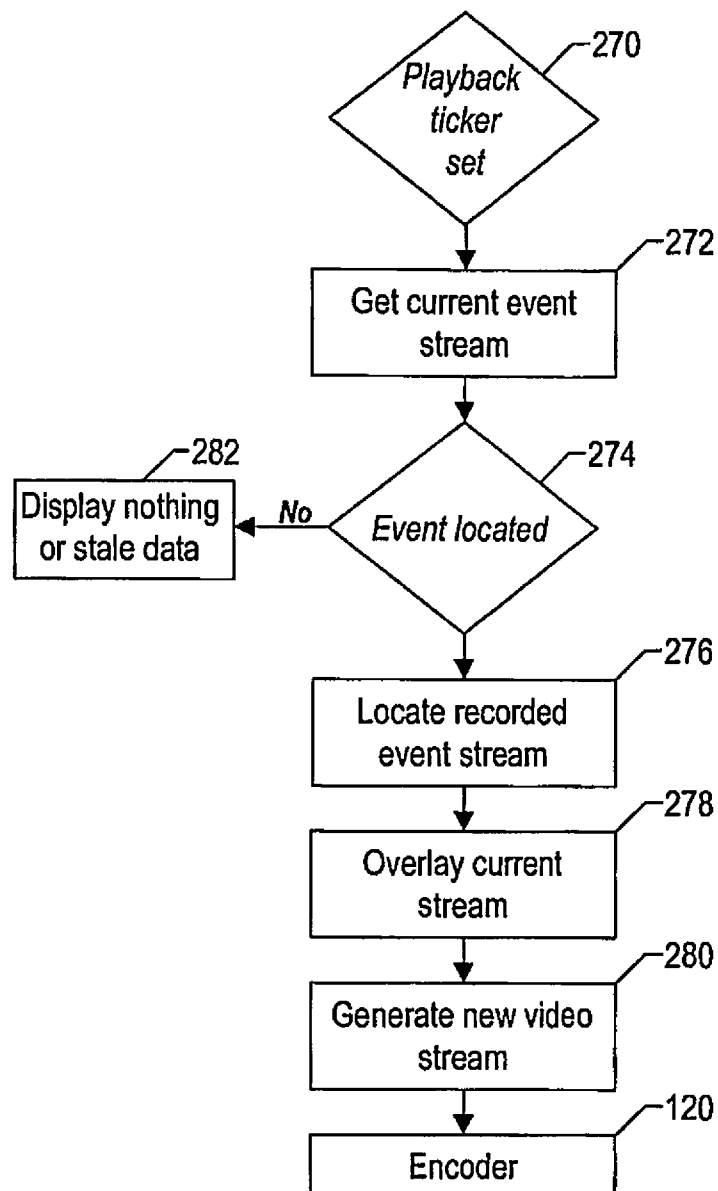 270
Playback
ticker
set
272
Get current event
stream
282
274
Display nothing
or stale data
No
Event located
276
Locate recorded
event stream
278
Overlay current
stream
280
Generate new video
stream
120
Encoder